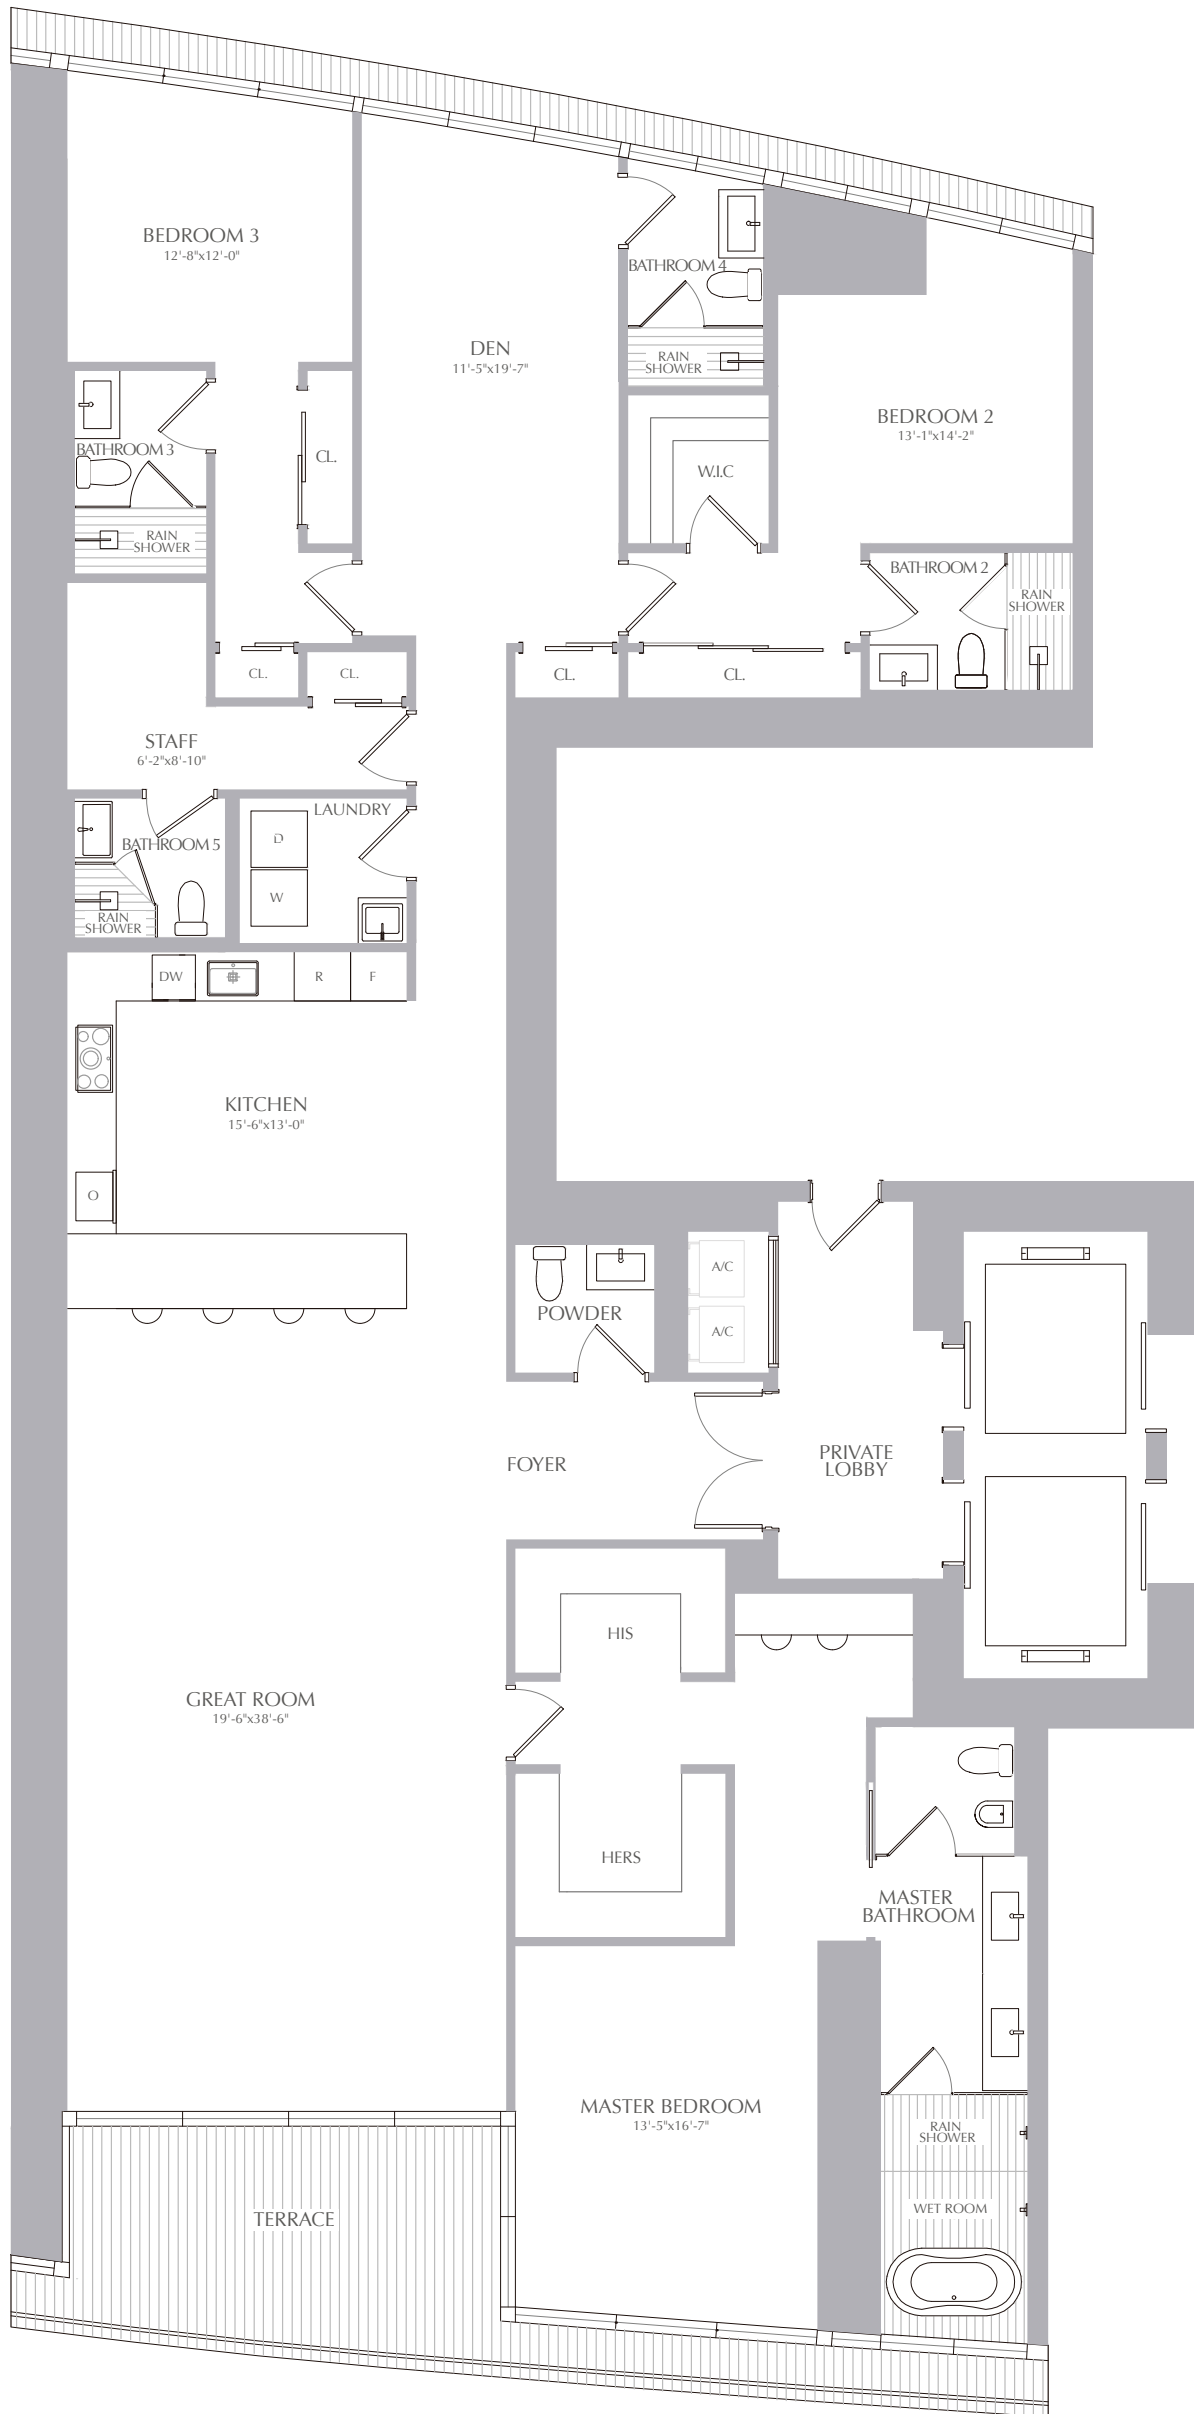 BEDROOM 3
12'-8"x12'-0"
BATHROOM 4
RAIN
SHOWER
DEN
11'-5"x19'-7"
BEDROOM 2
13'-1"x14'-2"
BATHROOM 3
CL.
W.I.C
RAIN
SHOWER
BATHROOM 2
RAIN
SHOWER
CL.
CL.
CL.
CL.
STAFF
6'-2"x8'-10"
LAUNDRY
D
BATHROOM 5
W
RAIN
SHOWER
DW
R
F
KITCHEN
15'-6"x13'-0"
O
A/C
POWDER
A/C
FOYER
PRIVATE
LOBBY
HIS
GREAT ROOM
19'-6"x38'-6"
HERS
MASTER
BATHROOM
MASTER BEDROOM
13'-5"x16'-7"
RAIN
SHOWER
WET ROOM
TERRACE